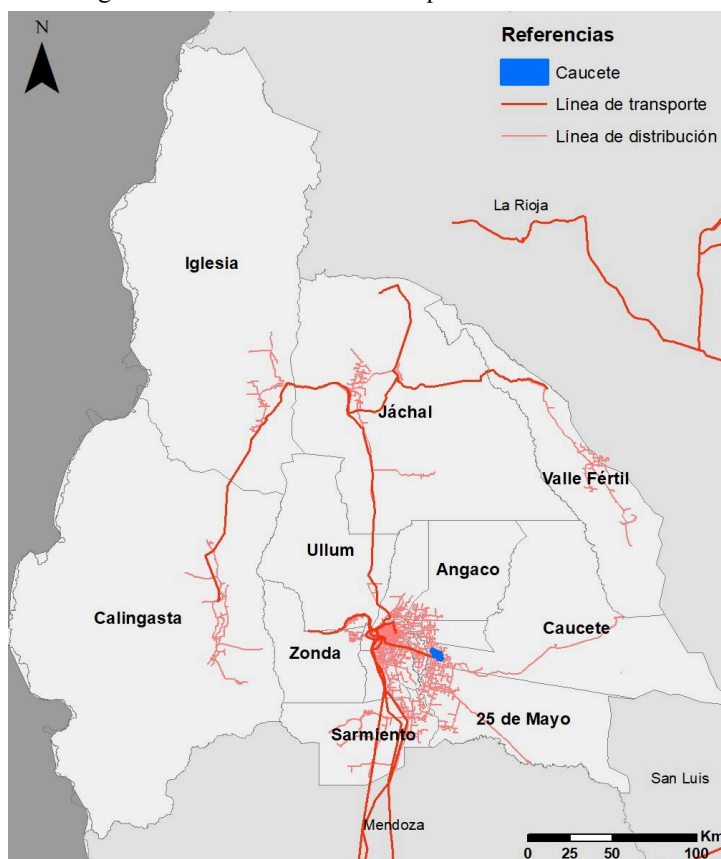 N
Referencias
Caucete
Línea de transporte
Línea de distribución
La Rioja
Iglesia
Jáchal
Valle Fértil
Ullum
Angaco
Calingasta
Caucete
Zonda
25 de Mayo
Sarmiento
San Luis
Mendoza
Km
0 25 50 100